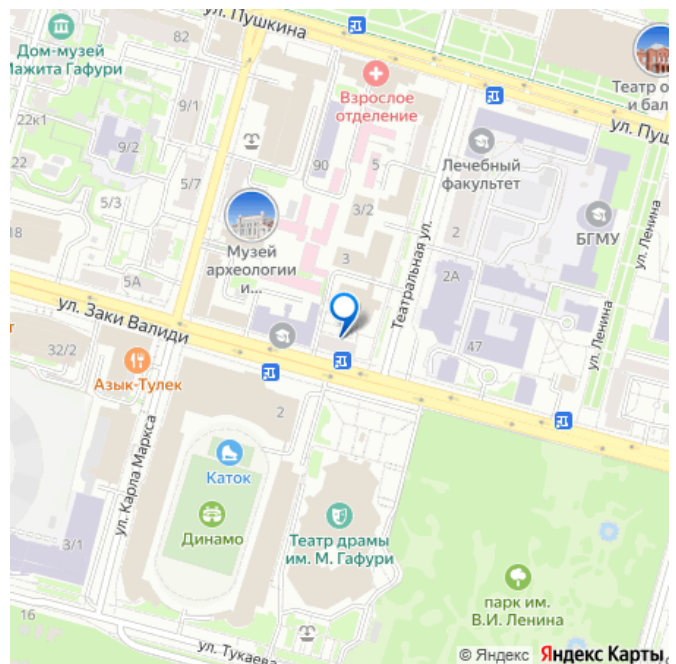 ул. Пушкина
Дом-музей
Мажита Гафури
82
9/1
22к1
9/2
22
5/7
5/3
18
5А
Взрослое
отделение
90
5
3/2
3
Лечебный
факультет
2
2А
Театр о
и бал
ул. Пуш
БГМУ
ул. Ленина
ул. Ленина
47
Театральная ул.
Музей
археологии
и...
ул. Заки Валиди
32/2
Азык-Тулек
ул. Карла Маркса
2
Каток
Динамо
Театр драмы
им. М. Гафури
3/1
16
ул. Тукаева
парк им.
В.И. Ленина
© Яндекс Яндекс Карты